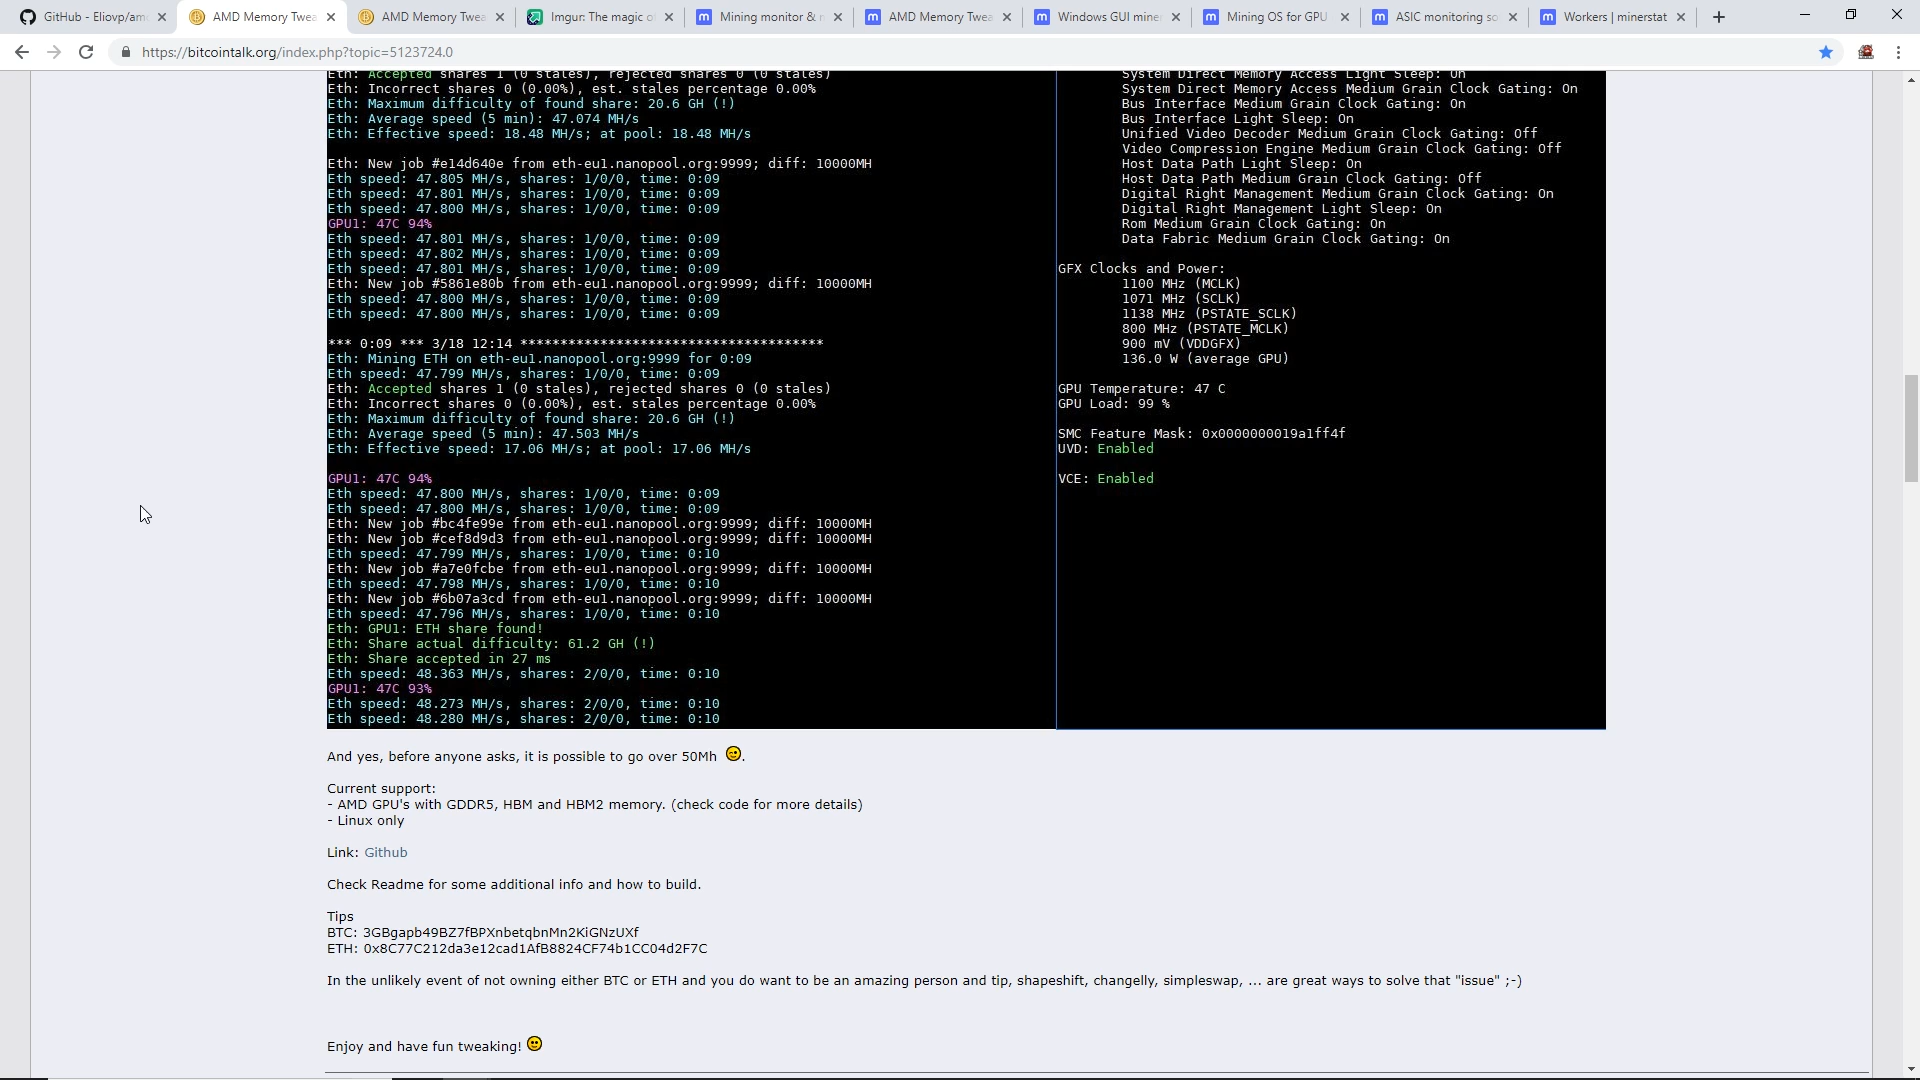 GitHub - Eliovp/am
AMD Memory Twea
AMD Memory Twea
Imgur: The magic o
Mining monitor &
AMD Memory Twea
Windows GUI mine
Mining OS for GPU
ASIC monitoring so
Workers | minerstat
https://bitcointalk.org/index.php?topic=5123724.0
Eth: Accepted shares 1 (0 stales), rejected shares 0 (0 stales)
Eth: Incorrect shares 0 (0.00%), est. stales percentage 0.00%
Eth: Maximum difficulty of found share: 20.6 GH (!)
Eth: Average speed (5 min): 47.074 MH/s
Eth: Effective speed: 18.48 MH/s; at pool: 18.48 MH/s
Eth: New job #e14d640e from eth-eu1.nanopool.org:9999; diff: 10000MH
Eth speed: 47.805 MH/s, shares: 1/0/0, time: 0:09
Eth speed: 47.801 MH/s, shares: 1/0/0, time: 0:09
Eth speed: 47.800 MH/s, shares: 1/0/0, time: 0:09
GPU1: 47C 94%
Eth speed: 47.801 MH/s, shares: 1/0/0, time: 0:09
Eth speed: 47.802 MH/s, shares: 1/0/0, time: 0:09
Eth speed: 47.801 MH/s, shares: 1/0/0, time: 0:09
Eth: New job #5861e80b from eth-eu1.nanopool.org:9999; diff: 10000MH
Eth speed: 47.800 MH/s, shares: 1/0/0, time: 0:09
Eth speed: 47.800 MH/s, shares: 1/0/0, time: 0:09
*** 0:09 *** 3/18 12:14 **************************************
Eth: Mining ETH on eth-eu1.nanopool.org:9999 for 0:09
Eth speed: 47.799 MH/s, shares: 1/0/0, time: 0:09
Eth: Accepted shares 1 (0 stales), rejected shares 0 (0 stales)
Eth: Incorrect shares 0 (0.00%), est. stales percentage 0.00%
Eth: Maximum difficulty of found share: 20.6 GH (!)
Eth: Average speed (5 min): 47.503 MH/s
Eth: Effective speed: 17.06 MH/s; at pool: 17.06 MH/s
GPU1: 47C 94%
Eth speed: 47.800 MH/s, shares: 1/0/0, time: 0:09
Eth speed: 47.800 MH/s, shares: 1/0/0, time: 0:09
Eth: New job #bc4fe99e from eth-eu1.nanopool.org:9999; diff: 10000MH
Eth: New job #cef8d9d3 from eth-eu1.nanopool.org:9999; diff: 10000MH
Eth speed: 47.799 MH/s, shares: 1/0/0, time: 0:10
Eth: New job #a7e0fcbe from eth-eu1.nanopool.org:9999; diff: 10000MH
Eth speed: 47.798 MH/s, shares: 1/0/0, time: 0:10
Eth: New job #6b07a3cd from eth-eu1.nanopool.org:9999; diff: 10000MH
Eth speed: 47.796 MH/s, shares: 1/0/0, time: 0:10
Eth: GPU1: ETH share found!
Eth: Share actual difficulty: 61.2 GH (!)
Eth: Share accepted in 27 ms
Eth speed: 48.363 MH/s, shares: 2/0/0, time: 0:10
GPU1: 47C 93%
Eth speed: 48.273 MH/s, shares: 2/0/0, time: 0:10
Eth speed: 48.280 MH/s, shares: 2/0/0, time: 0:10
System Direct Memory Access Light Sleep: On
System Direct Memory Access Medium Grain Clock Gating: On
Bus Interface Medium Grain Clock Gating: On
Bus Interface Light Sleep: On
Unified Video Decoder Medium Grain Clock Gating: Off
Video Compression Engine Medium Grain Clock Gating: Off
Host Data Path Light Sleep: On
Host Data Path Medium Grain Clock Gating: Off
Digital Right Management Medium Grain Clock Gating: On
Digital Right Management Light Sleep: On
Rom Medium Grain Clock Gating: On
Data Fabric Medium Grain Clock Gating: On
GFX Clocks and Power:
1100 MHz (MCLK)
1071 MHz (SCLK)
1138 MHz (PSTATE_SCLK)
800 MHz (PSTATE_MCLK)
900 mV (VDDGFX)
136.0 W (average GPU)
GPU Temperature: 47 C
GPU Load: 99 %
SMC Feature Mask: 0x0000000019a1ff4f
UVD: Enabled
VCE: Enabled
And yes, before anyone asks, it is possible to go over 50Mh .
Current support:
- AMD GPU's with GDDR5, HBM and HBM2 memory. (check code for more details)
- Linux only
Link: Github
Check Readme for some additional info and how to build.
Tips
BTC: 3GBgapb49BZ7fBPXnbetqbnMn2KiGNzUXf
ETH: 0x8C77C212da3e12cad1AfB8824CF74b1CC04d2F7C
In the unlikely event of not owning either BTC or ETH and you do want to be an amazing person and tip, shapeshift, changelly, simpleswap, ... are great ways to solve that "issue" ;-)
Enjoy and have fun tweaking!